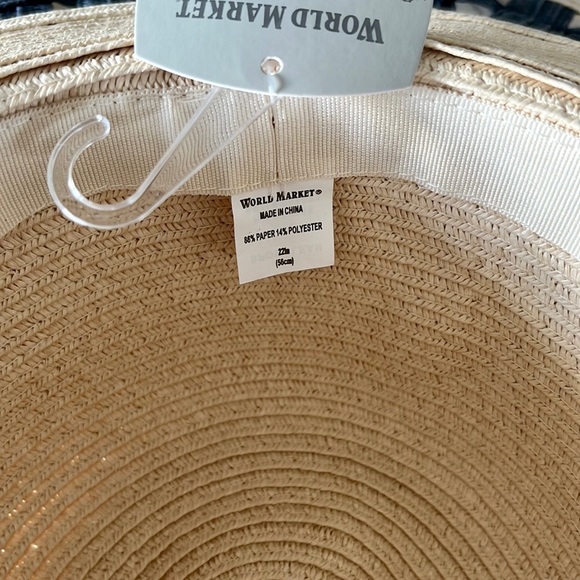 WORLD MARKET
WORLD MARKET®
MADE IN CHINA
86% PAPER 14% POLYESTER
22in
(56cm)